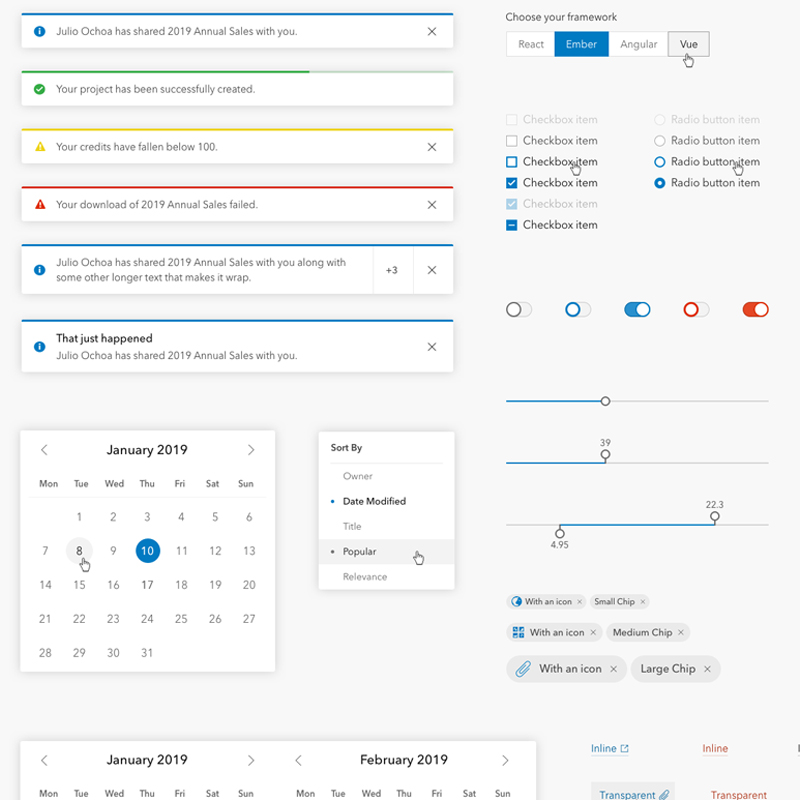 Julio Ochoa has shared 2019 Annual Sales with you.
Your project has been successfully created.
Your credits have fallen below 100.
Your download of 2019 Annual Sales failed.
Julio Ochoa has shared 2019 Annual Sales with you along with
some other longer text that makes it wrap.
+3
That just happened
Julio Ochoa has shared 2019 Annual Sales with you.
Choose your framework
React Ember Angular Vue
Checkbox item
Checkbox item
Checkbox item
Checkbox item
Checkbox item
Checkbox item
Radio button item
Radio button item
Radio button item
Radio button item
39
22.3
4.95
January 2019
Mon Tue Wed Thu Fri Sat Sun
1 2 3 4 5 6
7 8 9 10 11 12 13
14 15 16 17 18 19 20
21 22 23 24 25 26 27
28 29 30 31
Sort By
Owner
Date Modified
Title
Popular
Relevance
With an icon × Small Chip ×
With an icon × Medium Chip ×
With an icon × Large Chip ×
January 2019
Mon Tue Wed Thu Fri Sat Sun
February 2019
Mon Tue Wed Thu Fri Sat Sun
Inline Inline
Transparent Transparent